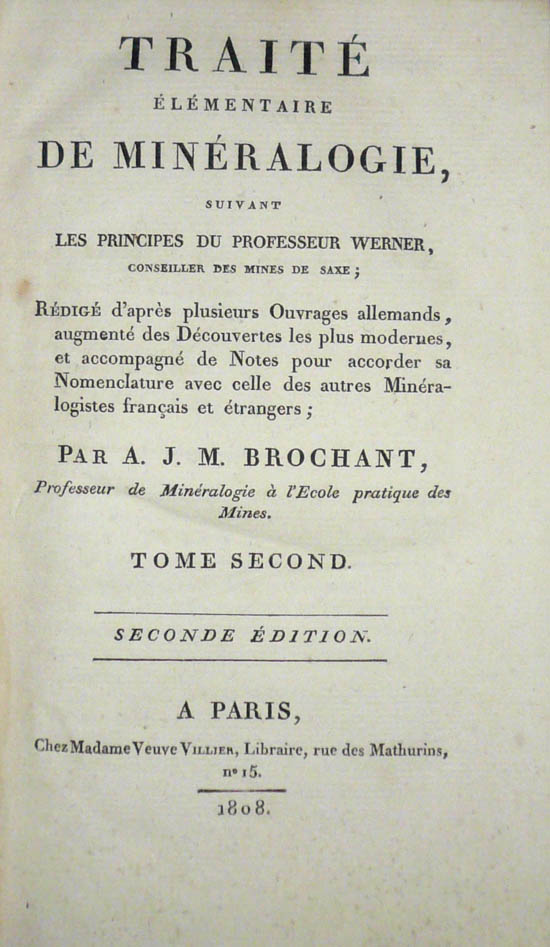 TRAITÉ
ÉLÉMENTAIRE
DE MINÉRALOGIE,
SUIVANT
LES PRINCIPES DU PROFESSEUR WERNER,
CONSEILLER DES MINES DE SAXE;
RÉDIGÉ d'après plusieurs Ouvrages allemands,
augmenté des Découvertes les plus modernes,
et accompagné de Notes pour accorder sa
Nomenclature avec celle des autres Minéra-
logistes français et étrangers;
PAR A. J. M. BROCHANT,
Professeur de Minéralogie à l'Ecole pratique des
Mines.
TOME SECOND.
SECONDE ÉDITION.
A PARIS,
Chez Madame Veuve VILLIER, Libraire, rue des Mathurins,
nº 15.
1808.